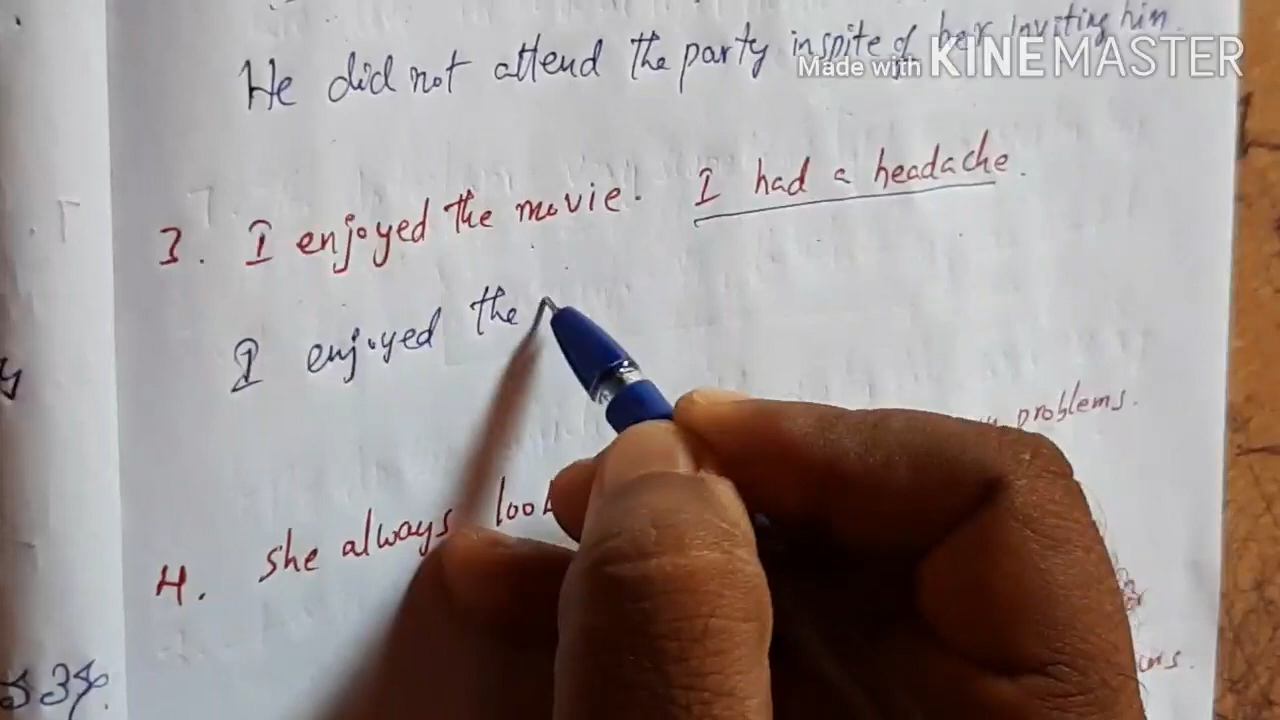 He did not attend the party inspite of her inviting him.
Made with KINEMASTER
3. I enjoyed the movie. I had a headache.
I enjoyed the
problems.
4. she always